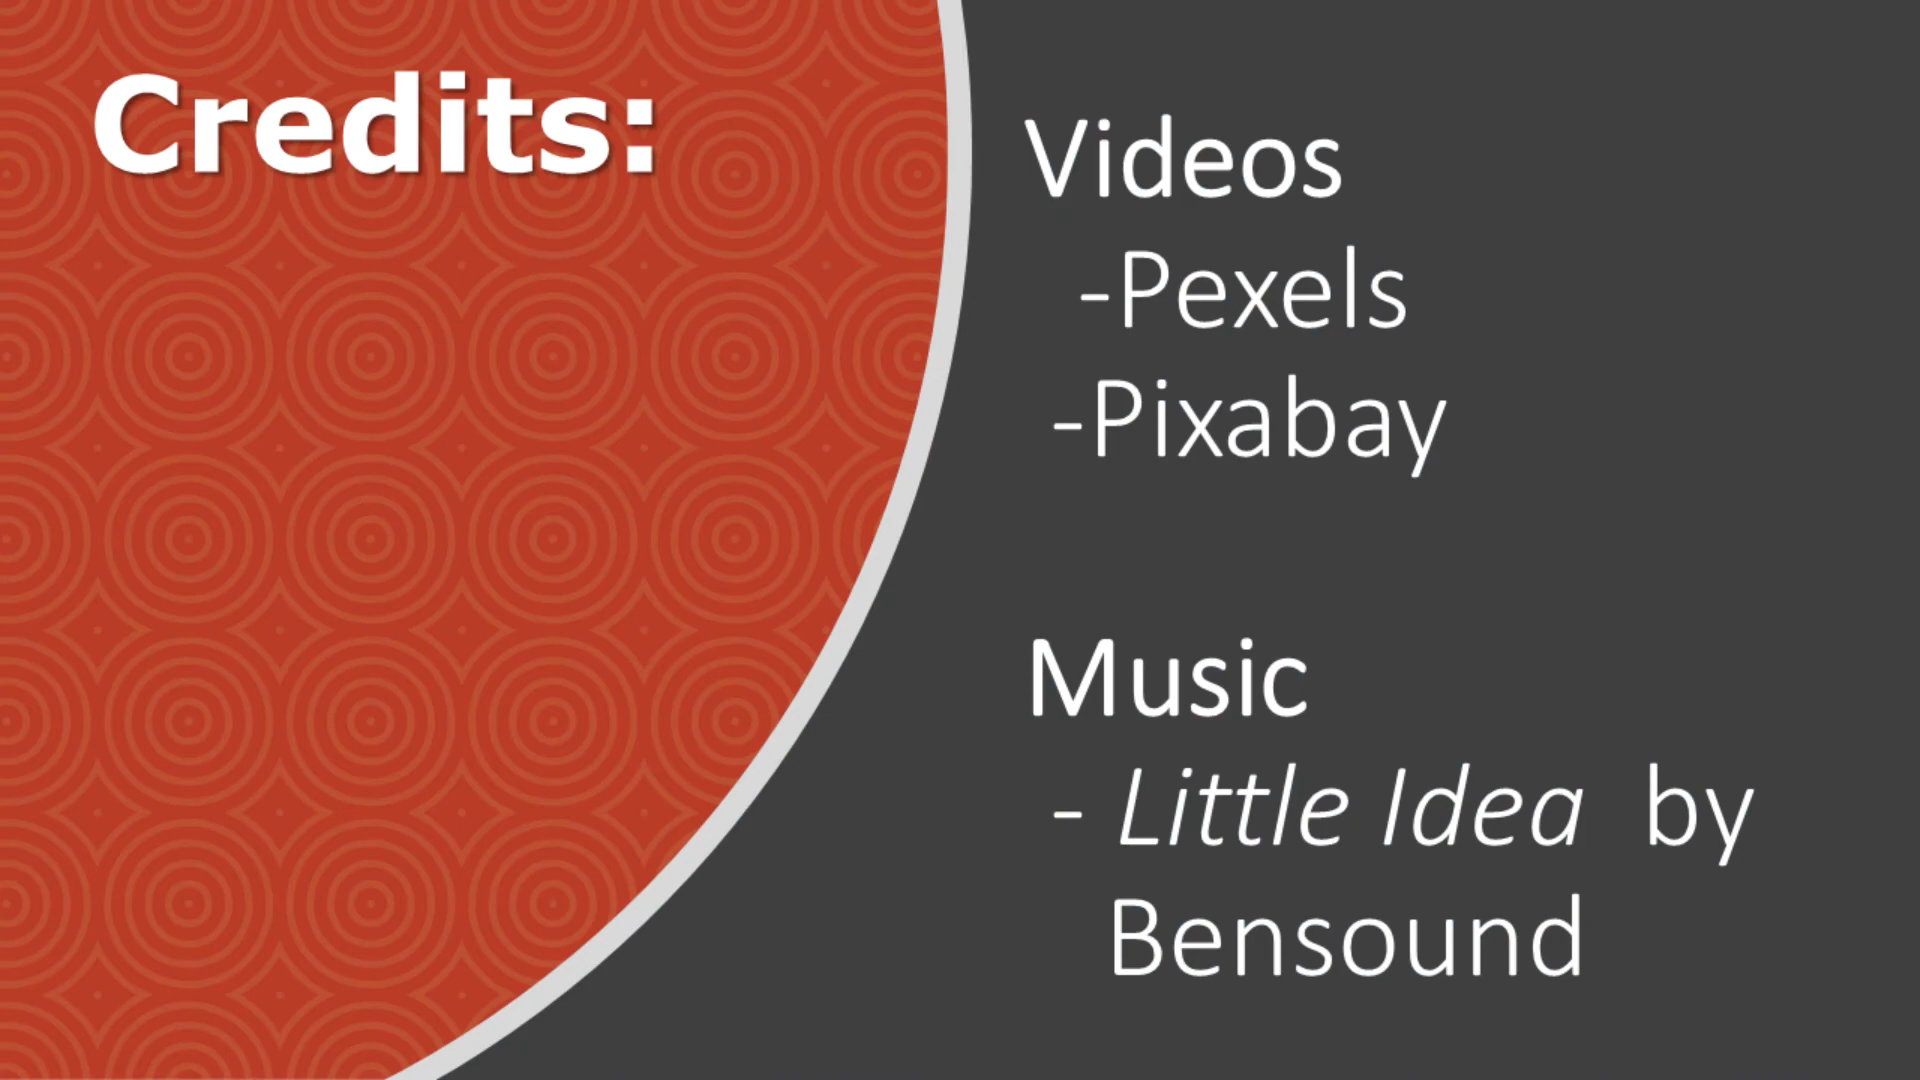 Credits:
Videos
-Pexels
-Pixabay
Music
- Little Idea by
Bensound